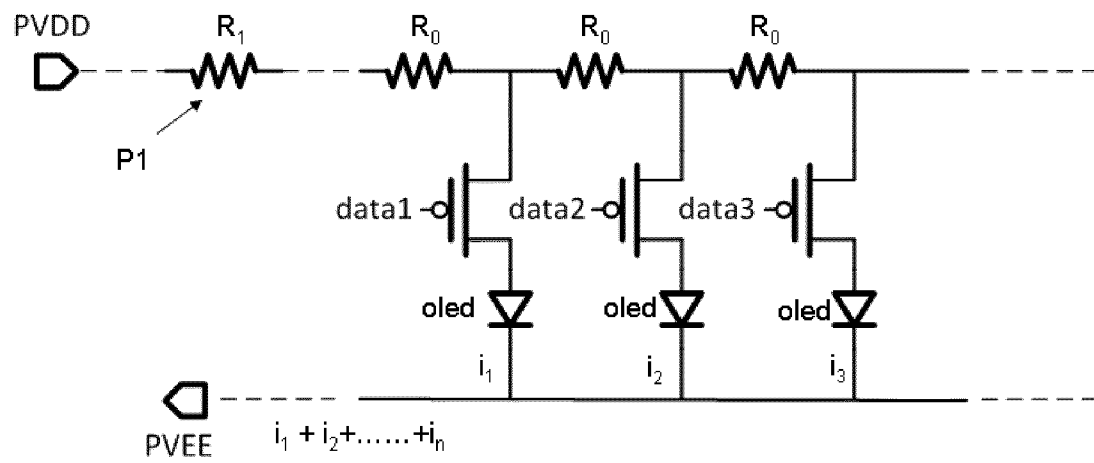 PVDD
R1 R0 R0 R0
P1
data1 data2 data3
oled oled oled
i1 i2 i3
PVEE
i1 + i2+......+in